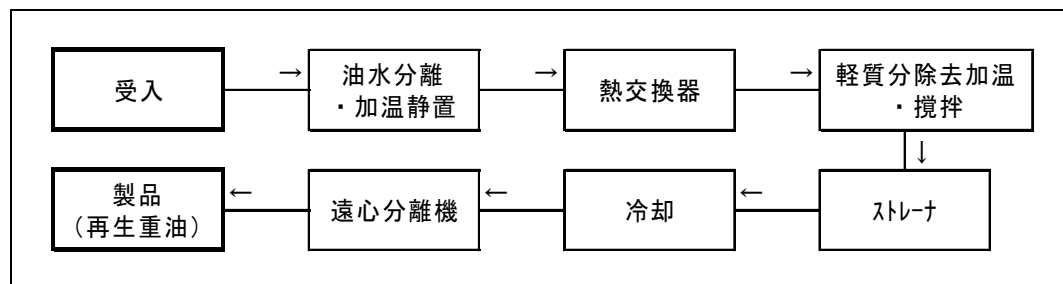 受入
→
油水分離
・加温静置
→
熱交換器
→
軽質分除去加温
・撹拌
↓
ｽﾄﾚｰﾅ
←
冷却
←
遠心分離機
←
製品
（再生重油）